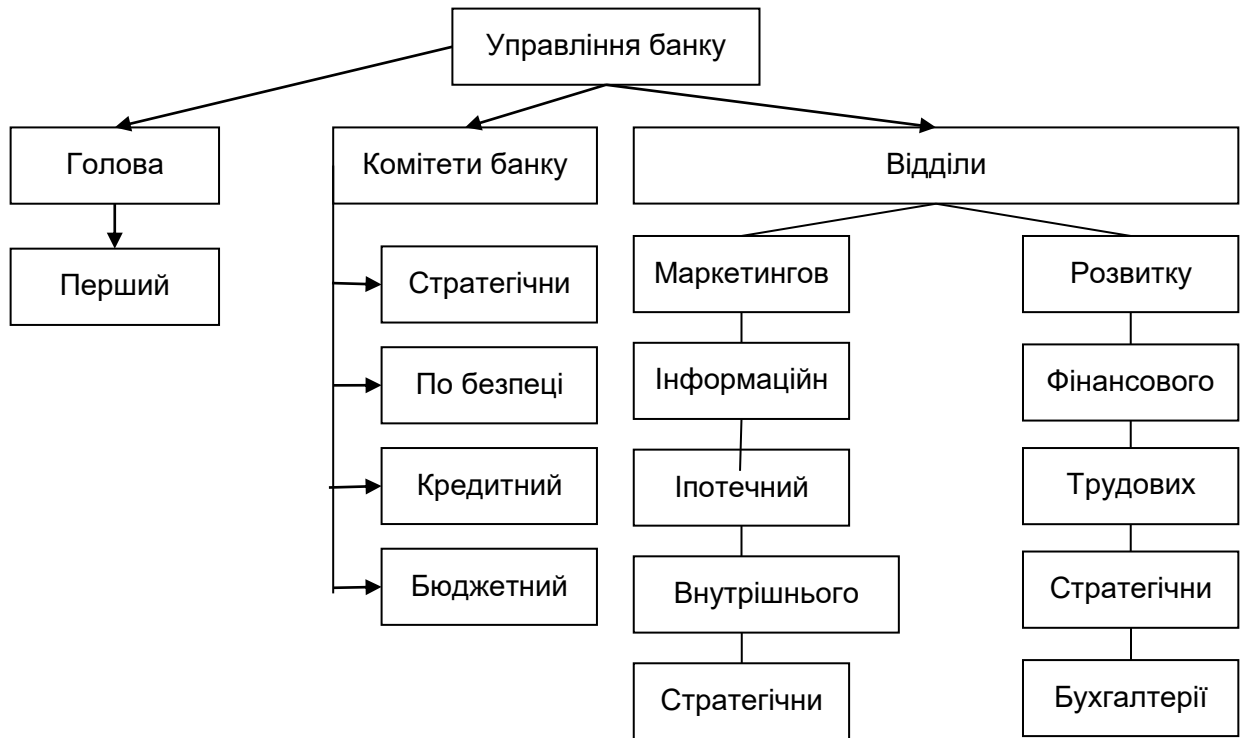 Управління банку
Голова
Комітети банку
Відділи
Перший
Стратегічни
По безпеці
Кредитний
Бюджетний
Маркетингов
Інформаційн
Іпотечний
Внутрішнього
Стратегічни
Розвитку
Фінансового
Трудових
Стратегічни
Бухгалтерії